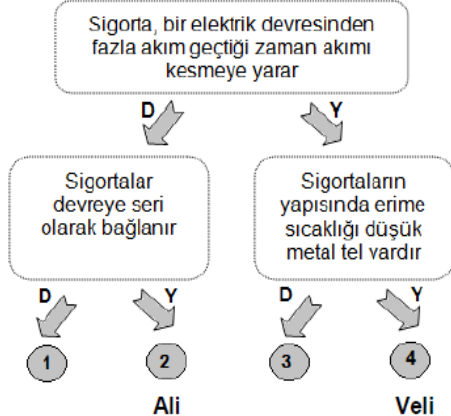 Sigorta, bir elektrik devresinden
fazla akım geçtiği zaman akımı
kesmeye yarar
D Y
Sigortalar
devreye seri
olarak bağlanır
Sigortaların
yapısında erime
sıcaklığı düşük
metal tel vardır
D Y D Y
1 2 3 4
Ali Veli